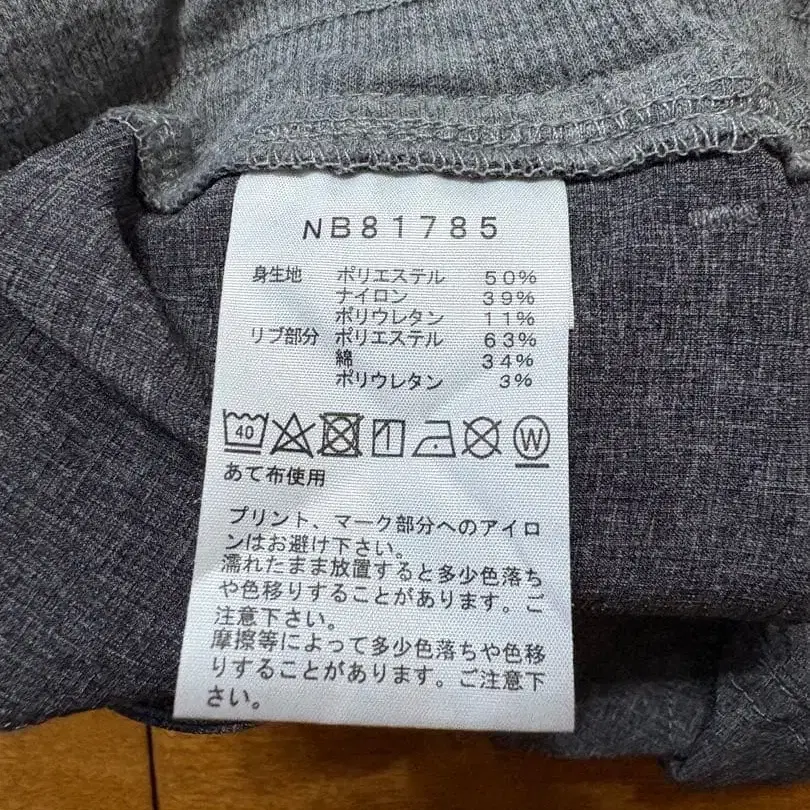 NB81785
身生地 ポリエステル 50%
ナイロン 39%
ポリウレタン 11%
リブ部分 ポリエステル 63%
綿 34%
ポリウレタン 3%
40 W
あて布使用
プリント、マーク部分へのアイロ
ンはお避け下さい。
濡れたまま放置すると多少色落ち
や色移りすることがあります。ご
注意下さい。
摩擦等によって多少色落ちや色移
りすることがあります。ご注意下
さい。